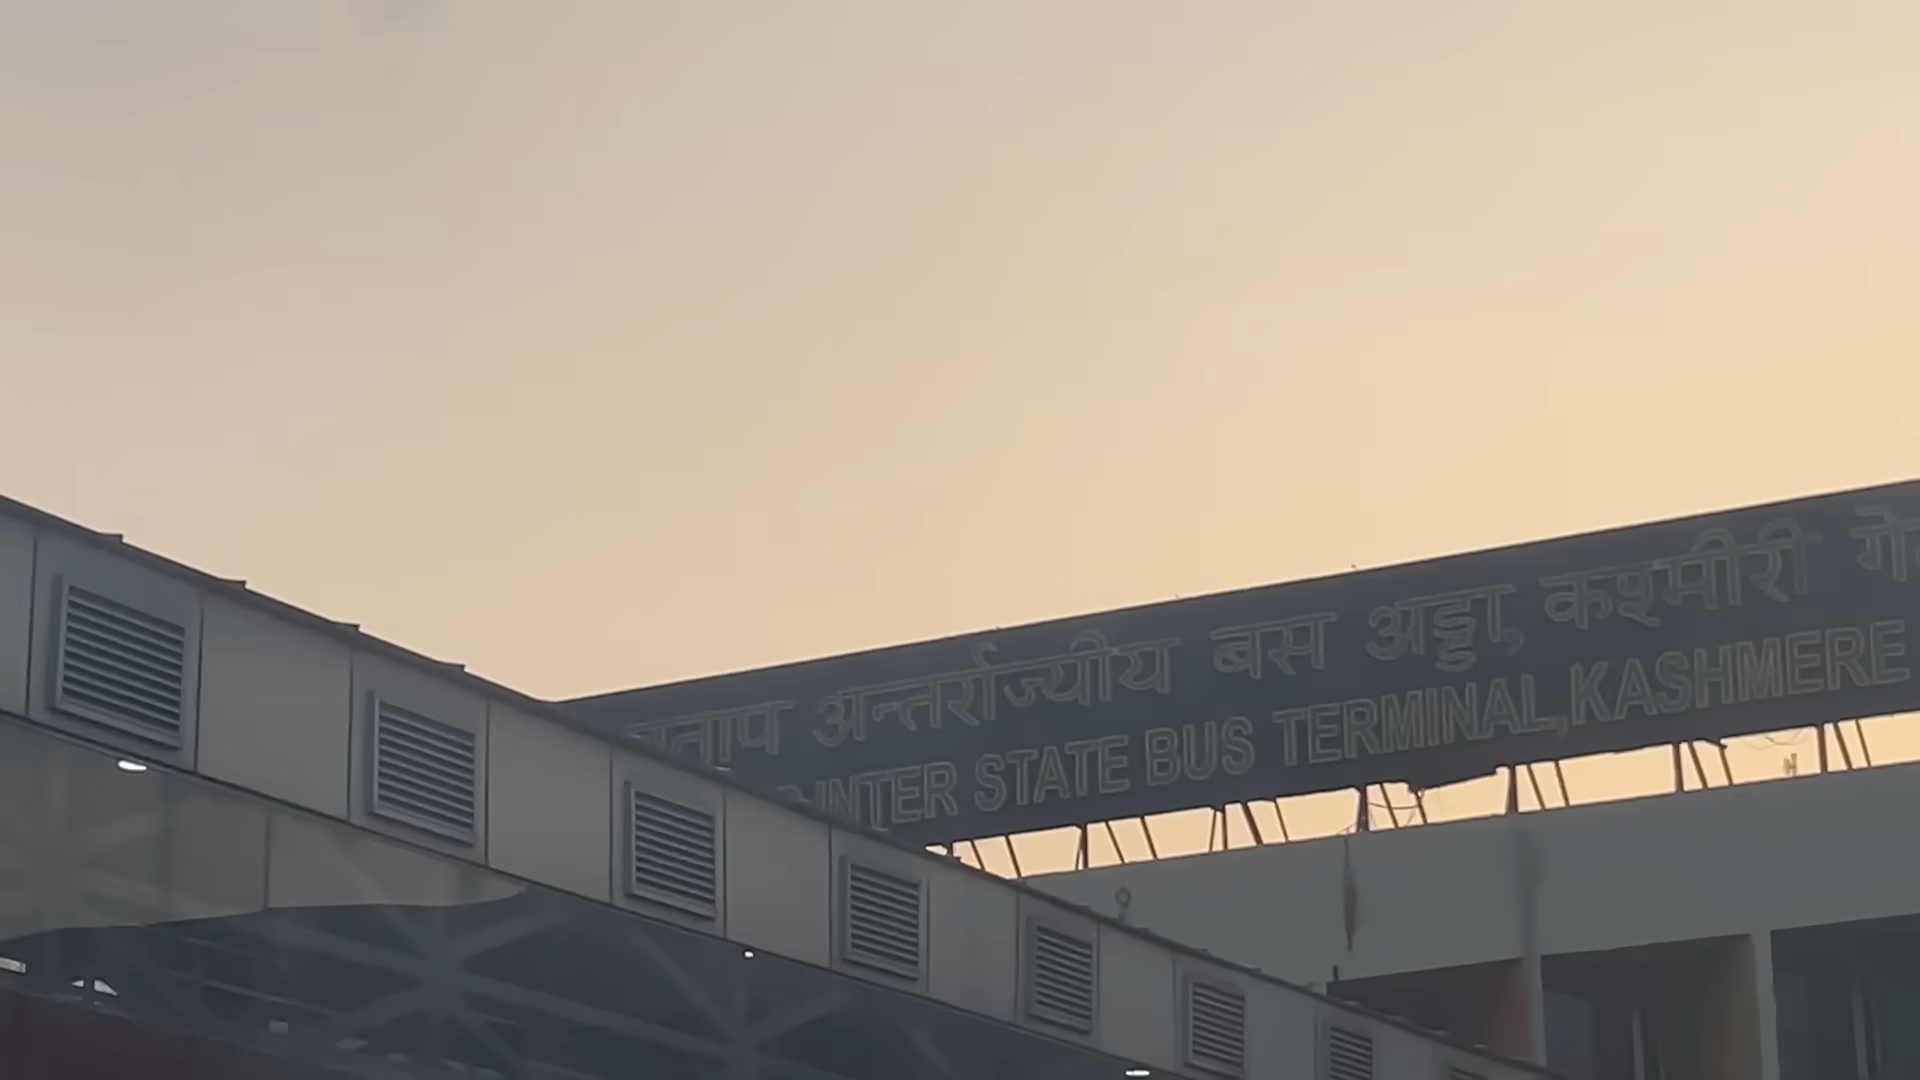 अन्तर्राज्यीय बस अड्डा, कश्मीरी
INTER STATE BUS TERMINAL,KASHMERE